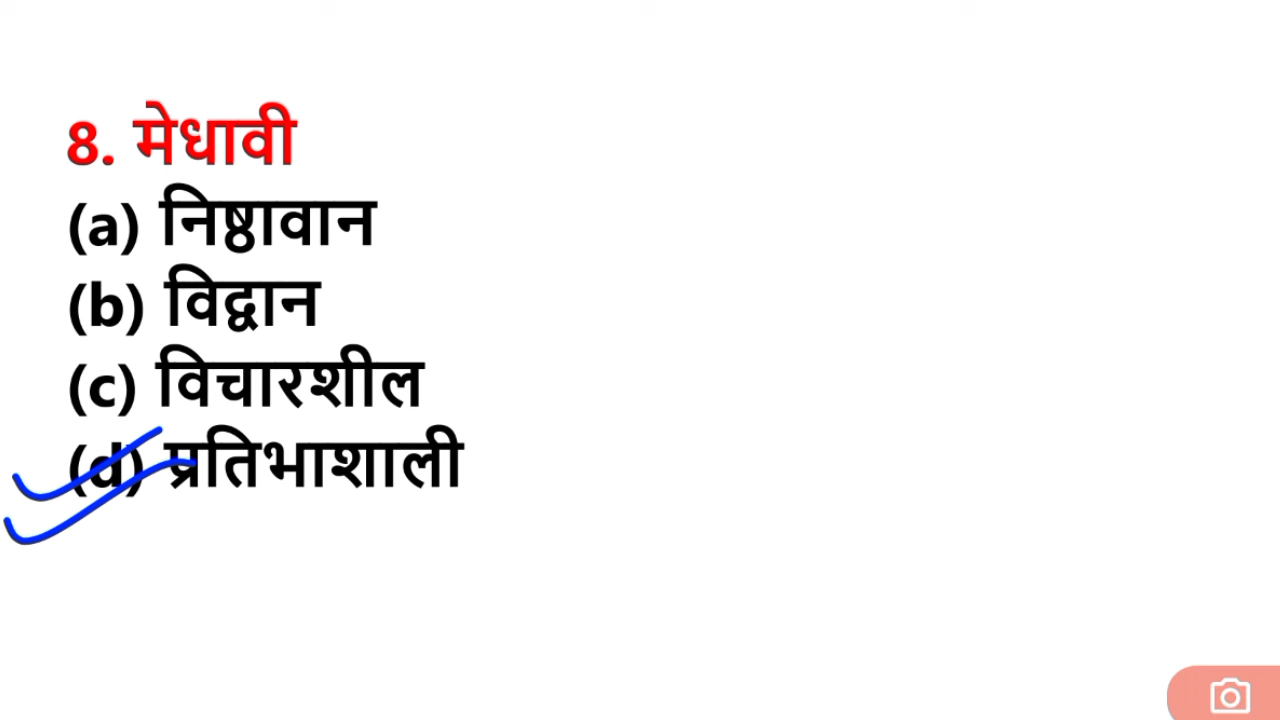 8. मेधावी
(a) निष्ठावान
(b) विद्वान
(c) विचारशील
(d) प्रतिभाशाली